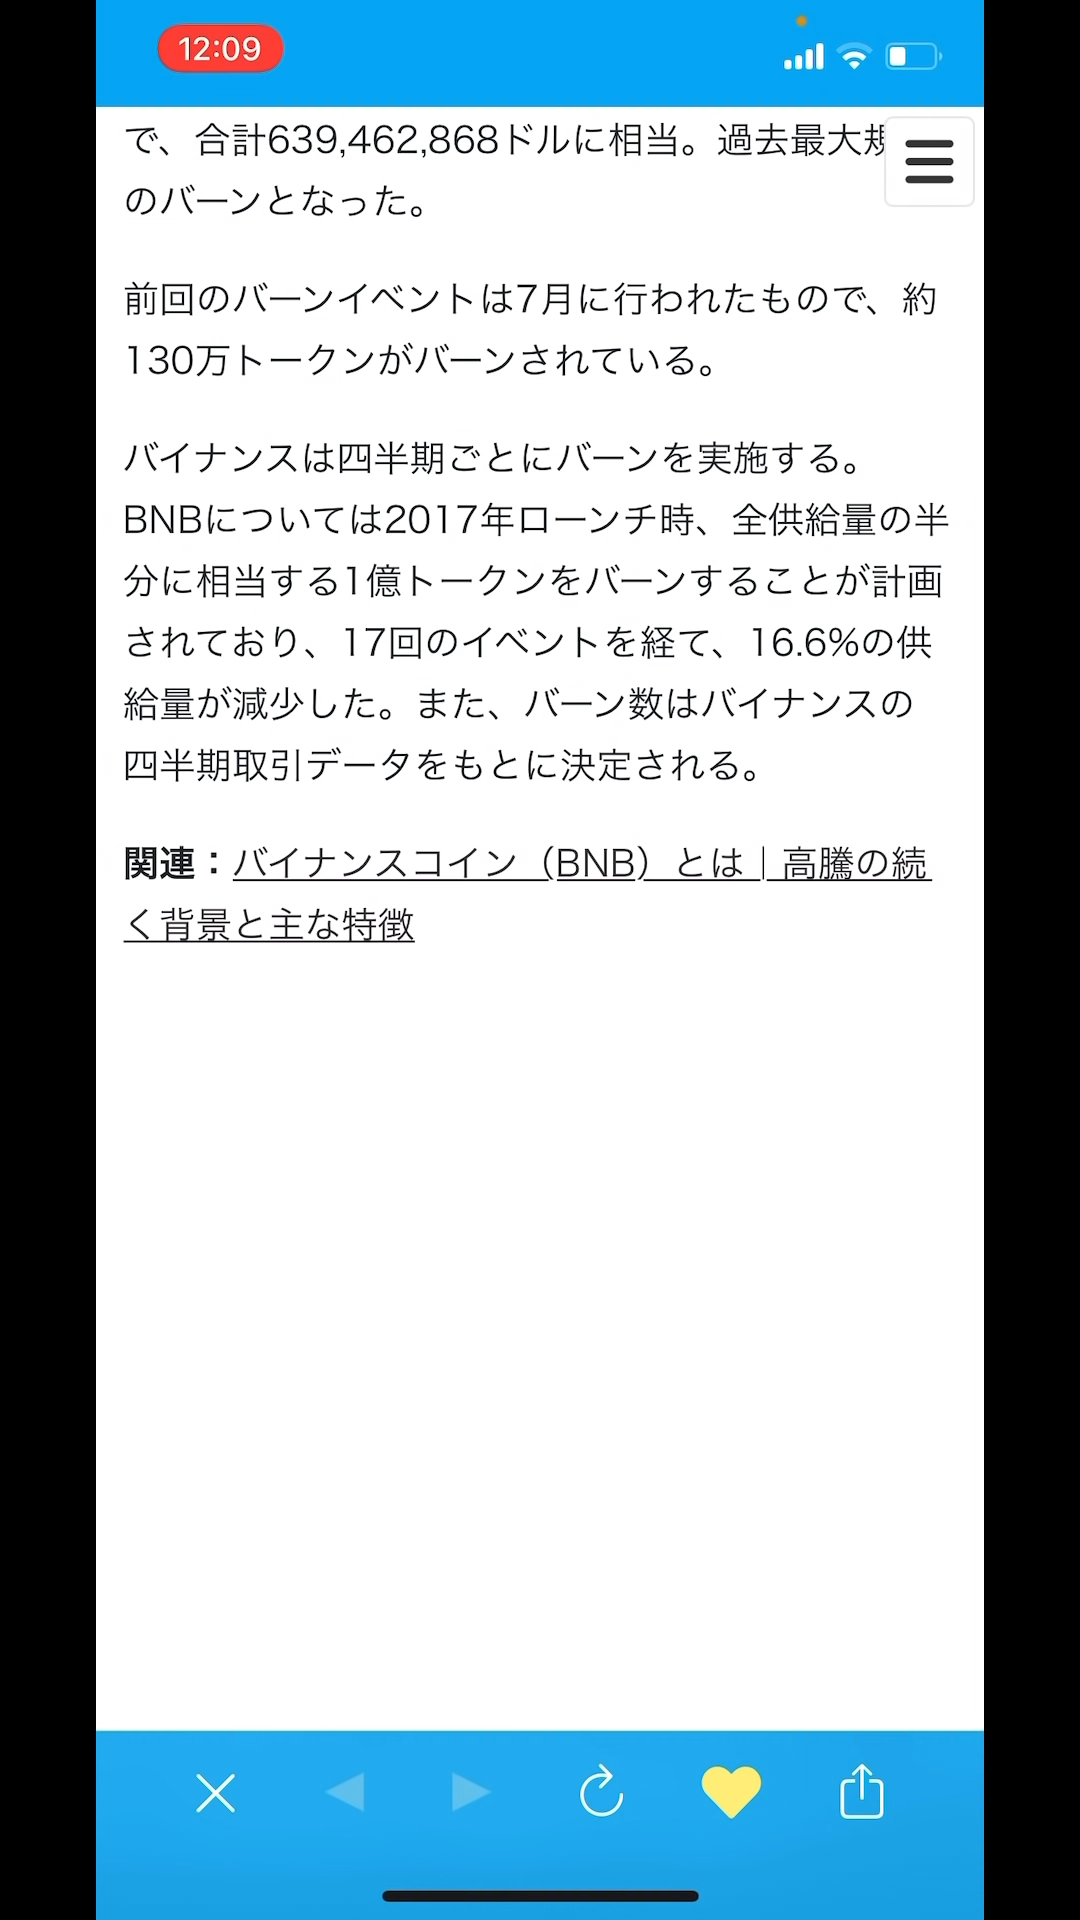 12:09
で、合計639,462,868ドルに相当。過去最大規
のバーンとなった。
前回のバーンイベントは7月に行われたもので、約
130万トークンがバーンされている。
バイナンスは四半期ごとにバーンを実施する。
BNBについては2017年ローンチ時、全供給量の半
分に相当する1億トークンをバーンすることが計画
されており、17回のイベントを経て、16.6%の供
給量が減少した。また、バーン数はバイナンスの
四半期取引データをもとに決定される。
関連：バイナンスコイン（BNB）とは｜高騰の続
く背景と主な特徴